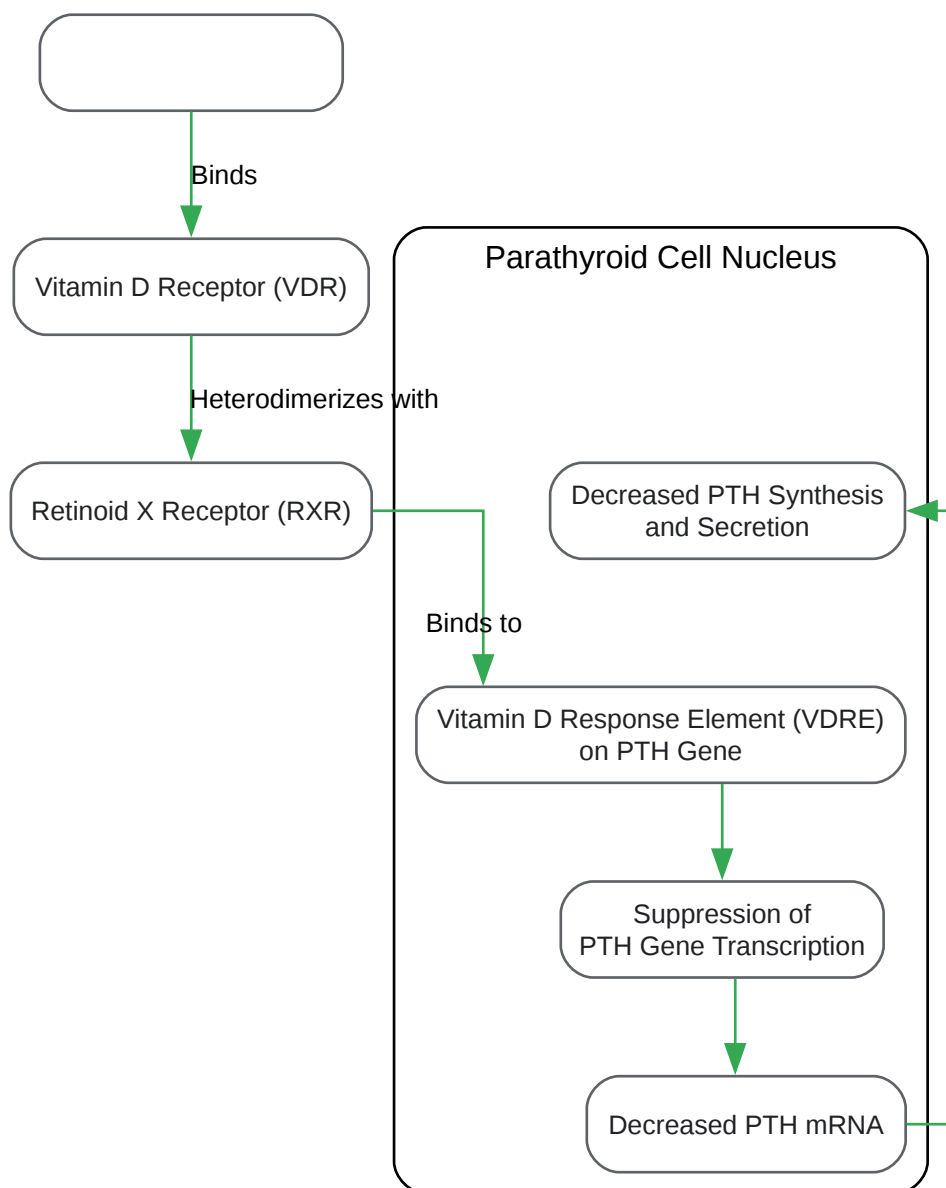 Binds
Vitamin D Receptor (VDR)
Heterodimerizes with
Retinoid X Receptor (RXR)
Parathyroid Cell Nucleus
Decreased PTH Synthesis
and Secretion
Binds to
Vitamin D Response Element (VDRE)
on PTH Gene
Suppression of
PTH Gene Transcription
Decreased PTH mRNA